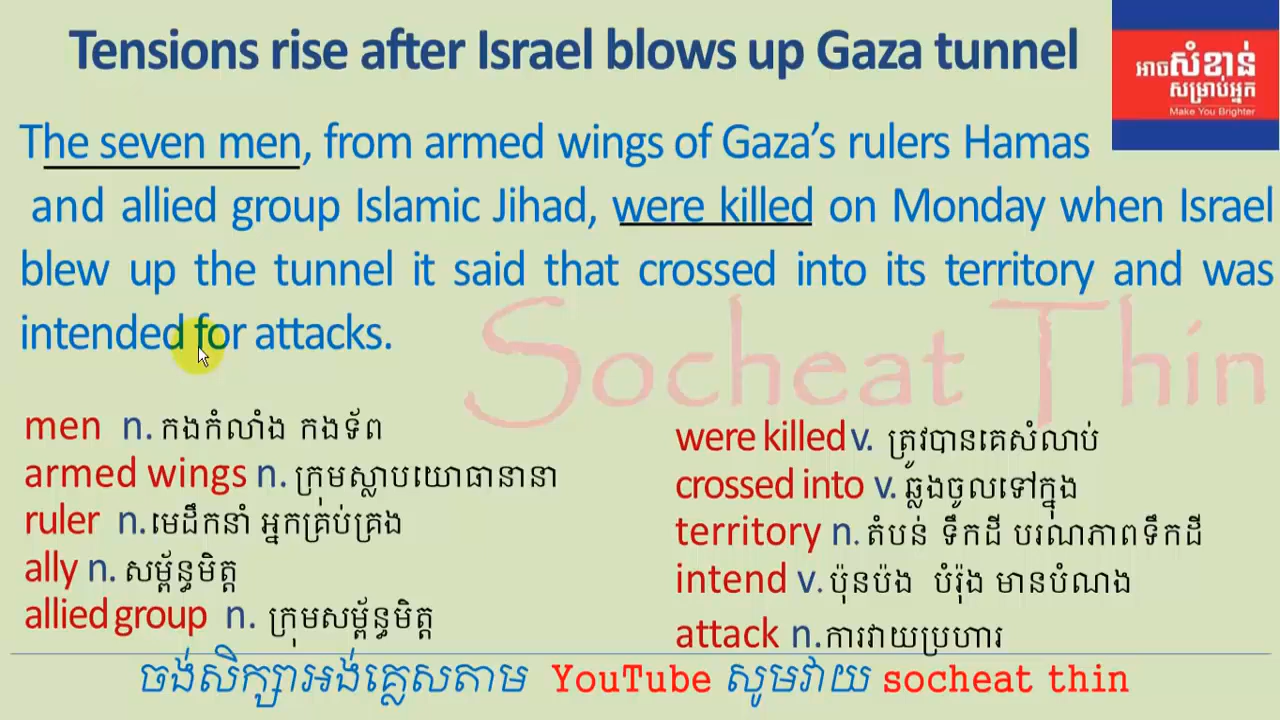 Tensions rise after Israel blows up Gaza tunnel
អាចសំខាន់
សម្រាប់អ្នក
Make You Brighter
The seven men, from armed wings of Gaza’s rulers Hamas
and allied group Islamic Jihad, were killed on Monday when Israel
blew up the tunnel it said that crossed into its territory and was
intended for attacks.
Socheat Thin
men n. កងកំលាំង កងទ័ព
armed wings n. ក្រុមស្លាបយោធានានា
ruler n. មេដឹកនាំ អ្នកគ្រប់គ្រង
ally n. សម្ព័ន្ធមិត្ត
allied group n. ក្រុមសម្ព័ន្ធមិត្ត
were killed v. ត្រូវបានគេសំលាប់
crossed into v. ឆ្លងចូលទៅក្នុង
territory n. តំបន់ ទឹកដី បរណភាពទឹកដី
intend v. ប៉ុនប៉ង បំរ៉ុង មានបំណង
attack n. ការវាយប្រហារ
ចង់សិក្សាអង់គ្លេសតាម YouTube សូមវាយ socheat thin